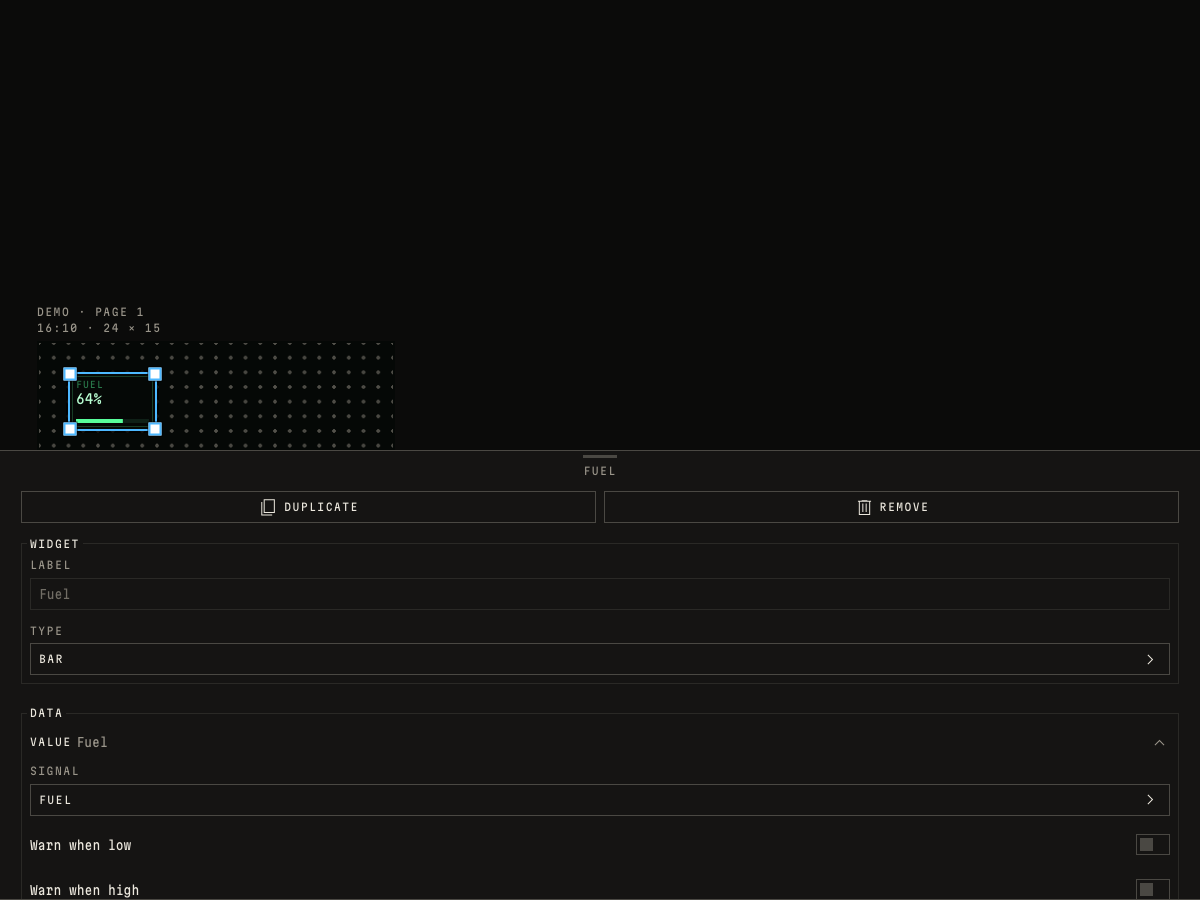 DEMO · PAGE 1
16:10 · 24 × 15
FUEL
64%
FUEL
DUPLICATE
REMOVE
WIDGET
LABEL
Fuel
TYPE
BAR
DATA
VALUE Fuel
SIGNAL
FUEL
Warn when low
Warn when high